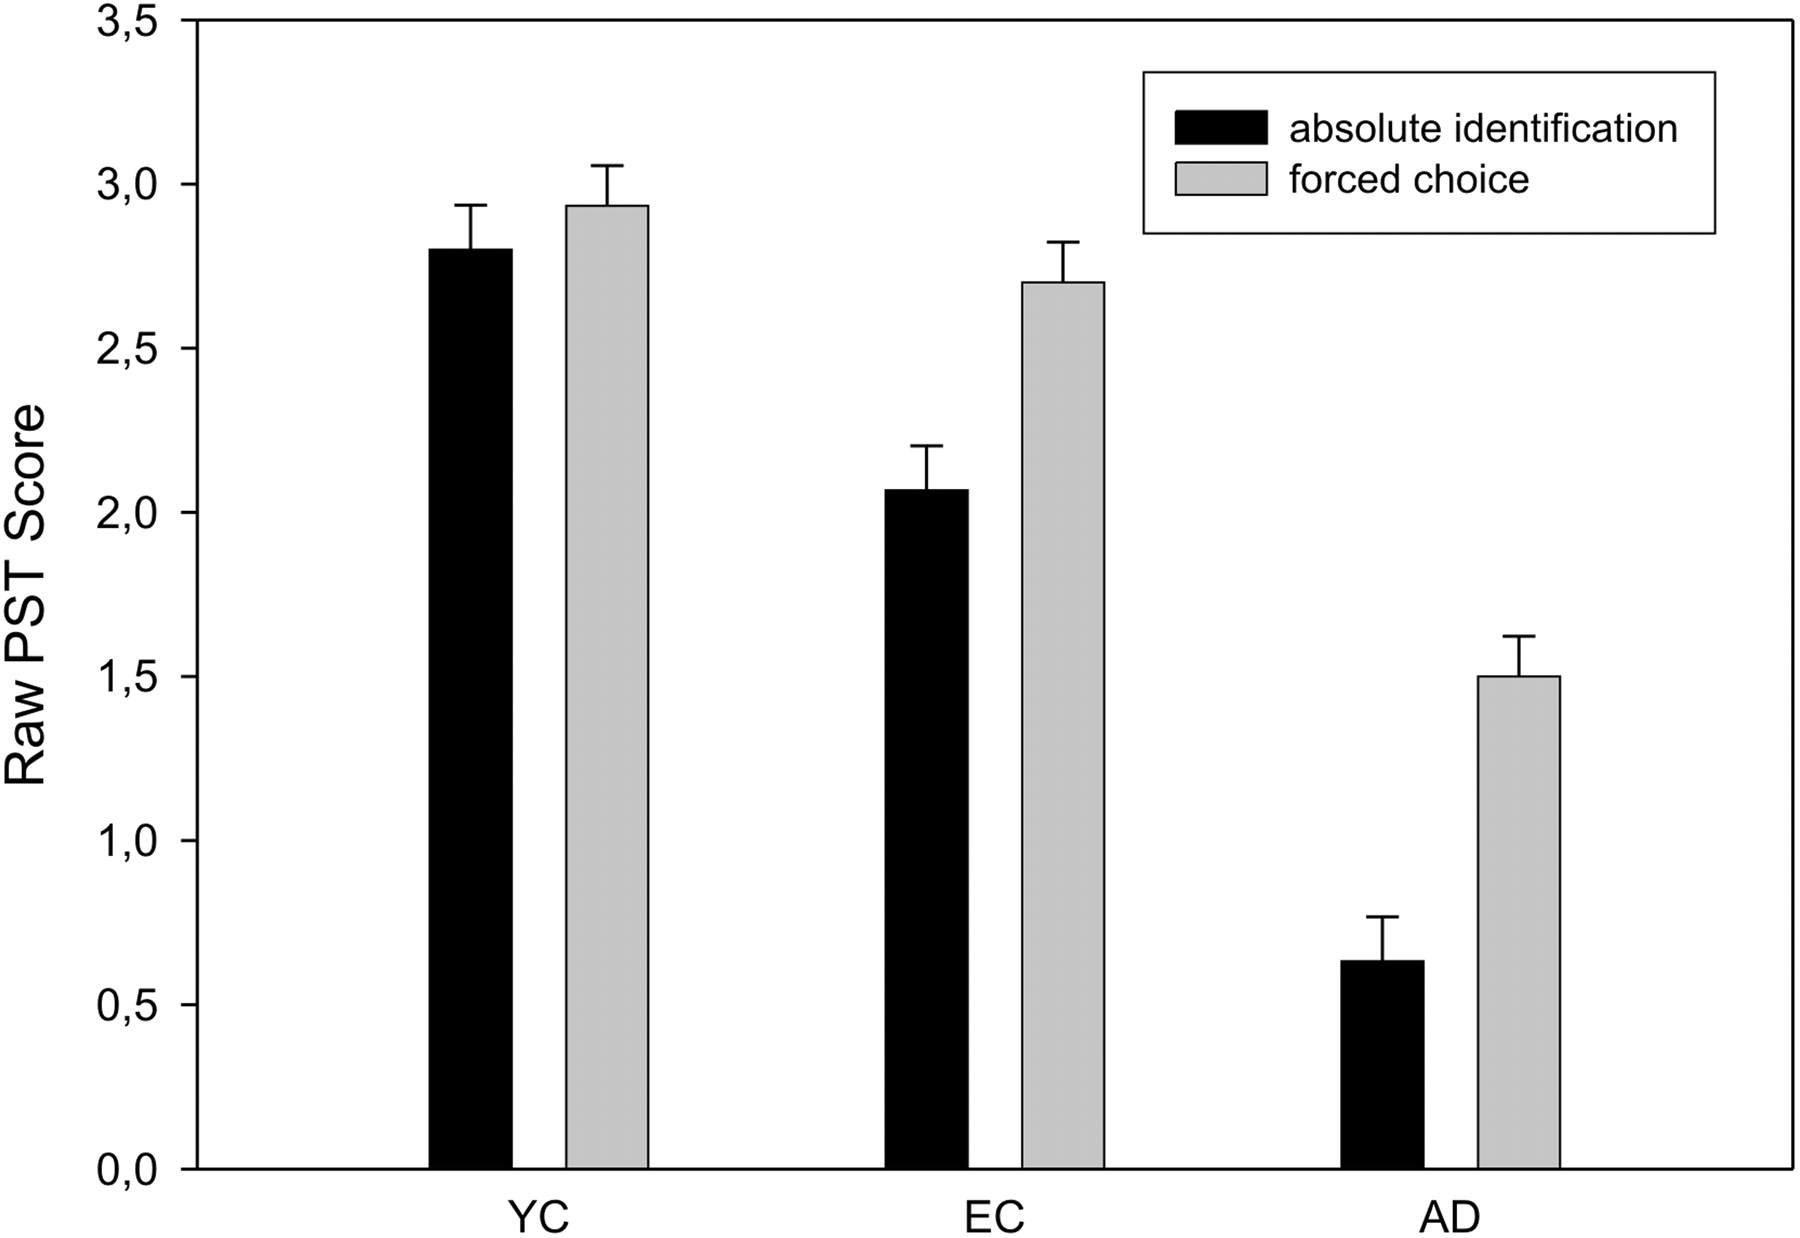 3,5
3,0
2,5
2,0
1,5
1,0
0,5
0,0
Raw PST Score
absolute identification
forced choice
YC
EC
AD